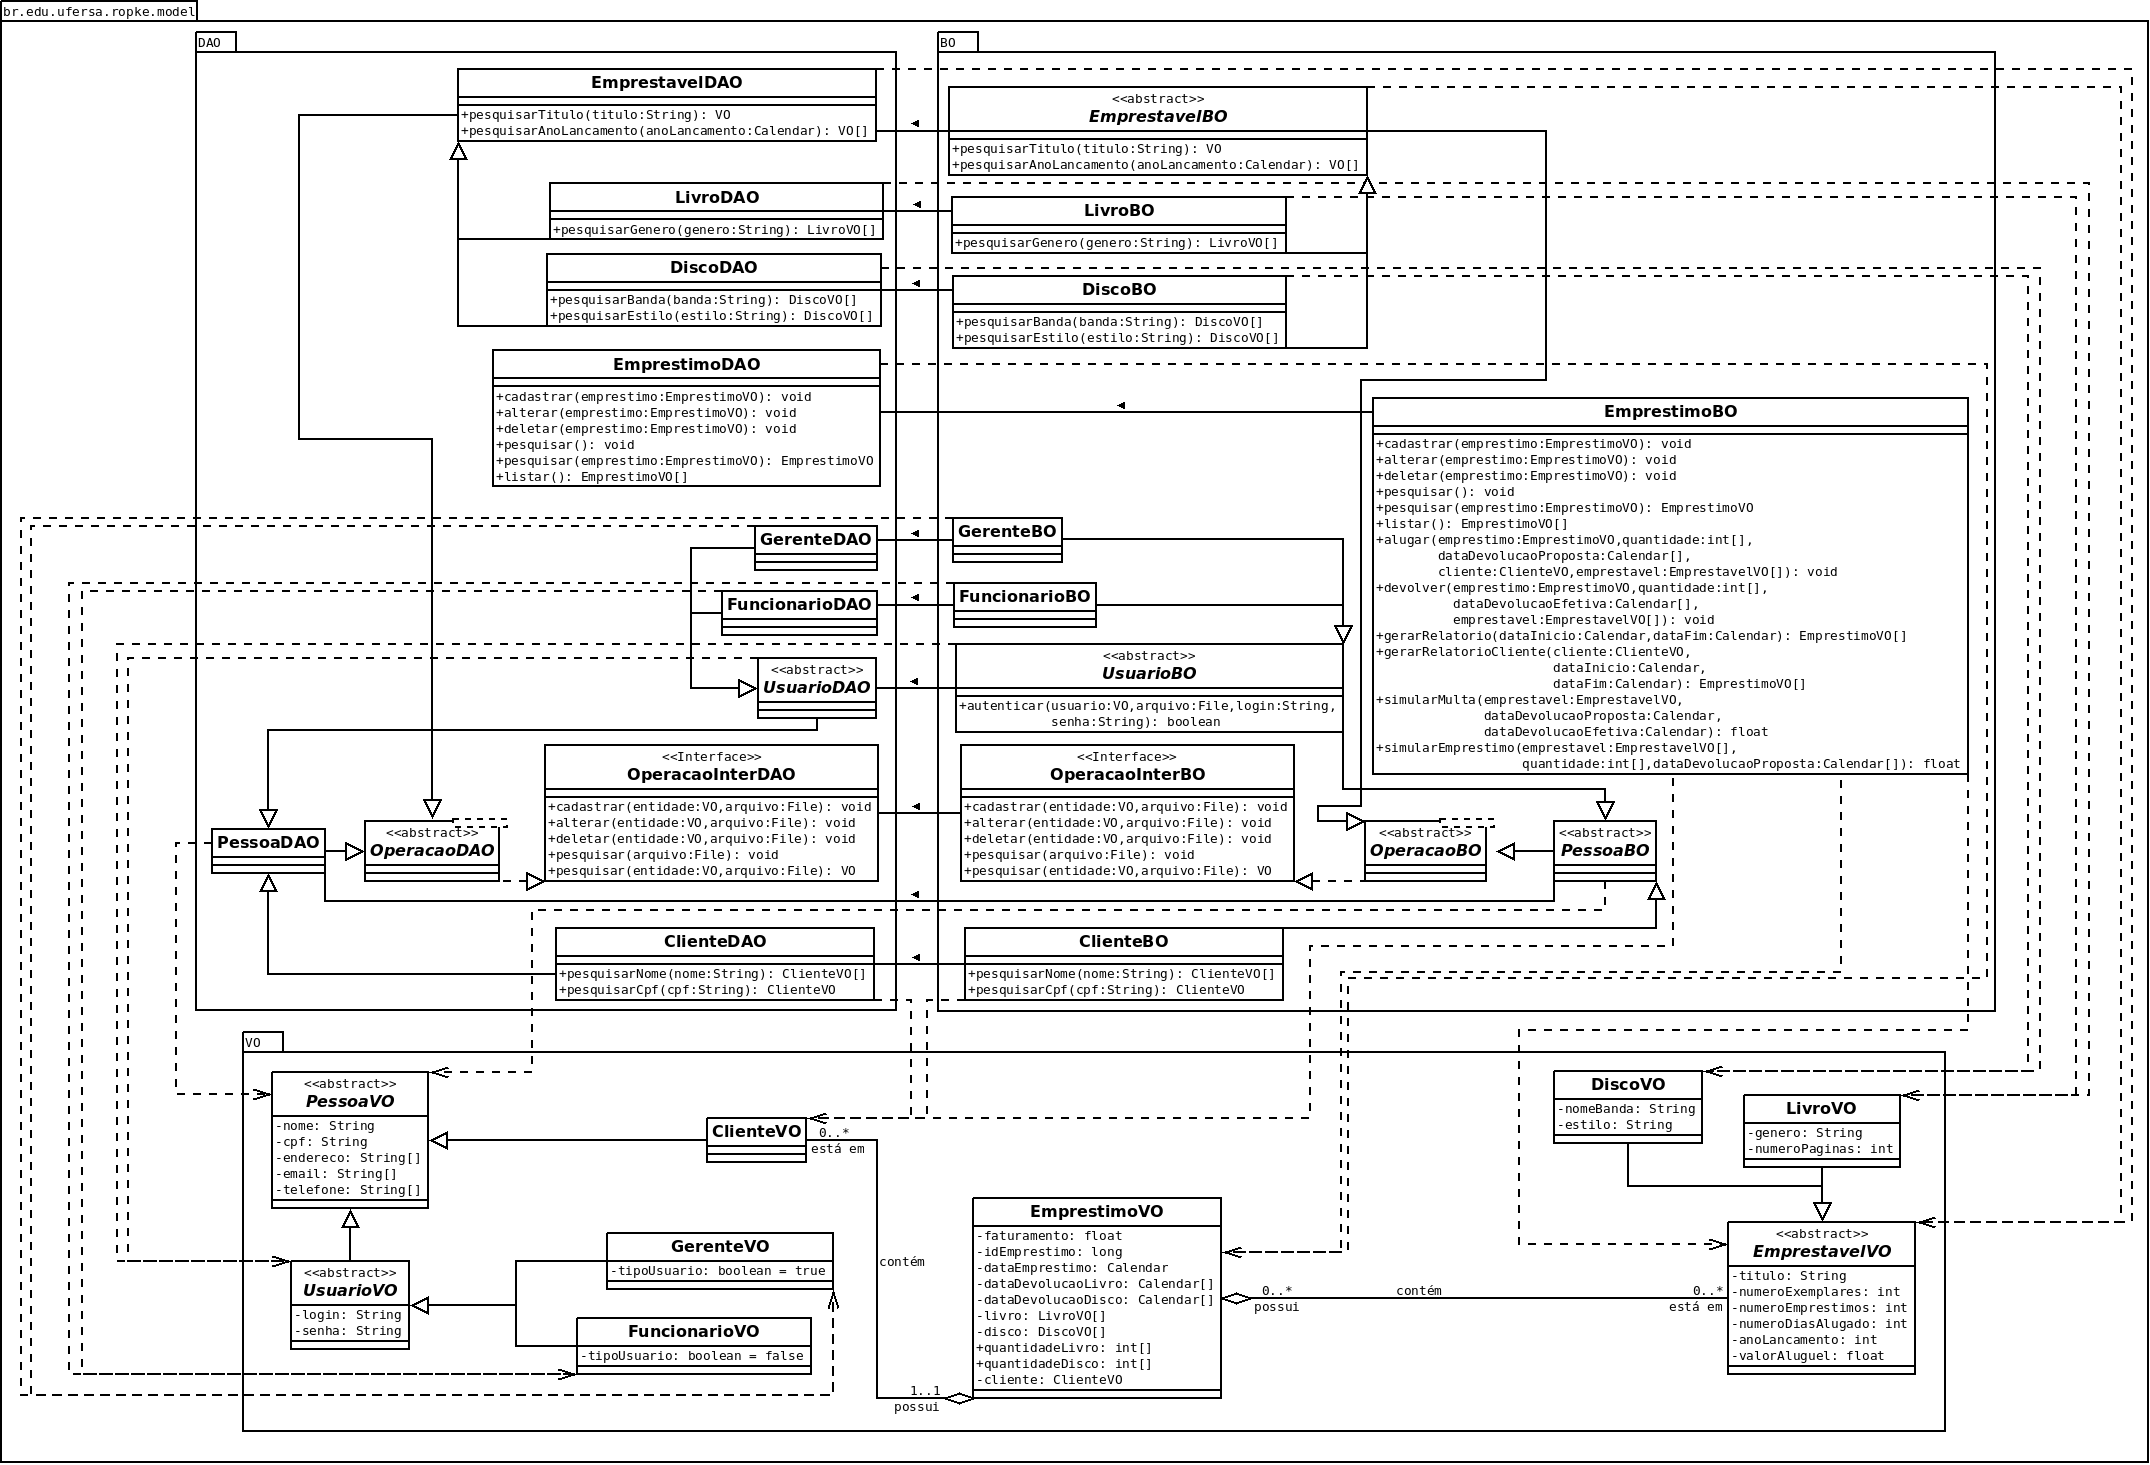 br.edu.ufersa.ropke.model
DAO
EmprestavelDAO
+pesquisarTitulo(titulo:String): VO
+pesquisarAnoLancamento(anoLancamento:Calendar): VO[]
LivroDAO
+pesquisarGenero(genero:String): LivroVO[]
DiscoDAO
+pesquisarBanda(banda:String): DiscoVO[]
+pesquisarEstilo(estilo:String): DiscoVO[]
EmprestimoDAO
+cadastrar(emprestimo:EmprestimoVO): void
+alterar(emprestimo:EmprestimoVO): void
+deletar(emprestimo:EmprestimoVO): void
+pesquisar(): void
+pesquisar(emprestimo:EmprestimoVO): EmprestimoVO
+listar(): EmprestimoVO[]
GerenteDAO
FuncionarioDAO
<<abstract>>
UsuarioDAO
<<Interface>>
OperacaoInterDAO
+cadastrar(entidade:VO,arquivo:File): void
+alterar(entidade:VO,arquivo:File): void
+deletar(entidade:VO,arquivo:File): void
+pesquisar(arquivo:File): void
+pesquisar(entidade:VO,arquivo:File): VO
PessoaDAO
<<abstract>>
OperacaoDAO
ClienteDAO
+pesquisarNome(nome:String): ClienteVO[]
+pesquisarCpf(cpf:String): ClienteVO
BO
<<abstract>>
EmprestavelBO
+pesquisarTitulo(titulo:String): VO
+pesquisarAnoLancamento(anoLancamento:Calendar): VO[]
LivroBO
+pesquisarGenero(genero:String): LivroVO[]
DiscoBO
+pesquisarBanda(banda:String): DiscoVO[]
+pesquisarEstilo(estilo:String): DiscoVO[]
EmprestimoBO
+cadastrar(emprestimo:EmprestimoVO): void
+alterar(emprestimo:EmprestimoVO): void
+deletar(emprestimo:EmprestimoVO): void
+pesquisar(): void
+pesquisar(emprestimo:EmprestimoVO): EmprestimoVO
+listar(): EmprestimoVO[]
+alugar(emprestimo:EmprestimoVO,quantidade:int[],
dataDevolucaoProposta:Calendar[],
cliente:ClienteVO,emprestavel:EmprestavelVO[]): void
+devolver(emprestimo:EmprestimoVO,quantidade:int[],
dataDevolucaoEfetiva:Calendar[],
emprestavel:EmprestavelVO[]): void
+gerarRelatorio(dataInicio:Calendar,dataFim:Calendar): EmprestimoVO[]
+gerarRelatorioCliente(cliente:ClienteVO,
dataInicio:Calendar,
dataFim:Calendar): EmprestimoVO[]
+simularMulta(emprestavel:EmprestavelVO,
dataDevolucaoProposta:Calendar,
dataDevolucaoEfetiva:Calendar): float
+simularEmprestimo(emprestavel:EmprestavelVO[],
quantidade:int[],dataDevolucaoProposta:Calendar[]): float
GerenteBO
FuncionarioBO
<<abstract>>
UsuarioBO
+autenticar(usuario:VO,arquivo:File,login:String,
senha:String): boolean
<<Interface>>
OperacaoInterBO
+cadastrar(entidade:VO,arquivo:File): void
+alterar(entidade:VO,arquivo:File): void
+deletar(entidade:VO,arquivo:File): void
+pesquisar(arquivo:File): void
+pesquisar(entidade:VO,arquivo:File): VO
<<abstract>>
OperacaoBO
<<abstract>>
PessoaBO
ClienteBO
+pesquisarNome(nome:String): ClienteVO[]
+pesquisarCpf(cpf:String): ClienteVO
VO
<<abstract>>
PessoaVO
-nome: String
-cpf: String
-endereco: String[]
-email: String[]
-telefone: String[]
ClienteVO
0..*
está em
contém
1..1
possui
<<abstract>>
UsuarioVO
-login: String
-senha: String
GerenteVO
-tipoUsuario: boolean = true
FuncionarioVO
-tipoUsuario: boolean = false
EmprestimoVO
-faturamento: float
-idEmprestimo: long
-dataEmprestimo: Calendar
-dataDevolucaoLivro: Calendar[]
-dataDevolucaoDisco: Calendar[]
-livro: LivroVO[]
-disco: DiscoVO[]
+quantidadeLivro: int[]
+quantidadeDisco: int[]
-cliente: ClienteVO
0..*
possui
contém
0..*
está em
DiscoVO
-nomeBanda: String
-estilo: String
LivroVO
-genero: String
-numeroPaginas: int
<<abstract>>
EmprestavelVO
-titulo: String
-numeroExemplares: int
-numeroEmprestimos: int
-numeroDiasAlugado: int
-anoLancamento: int
-valorAluguel: float